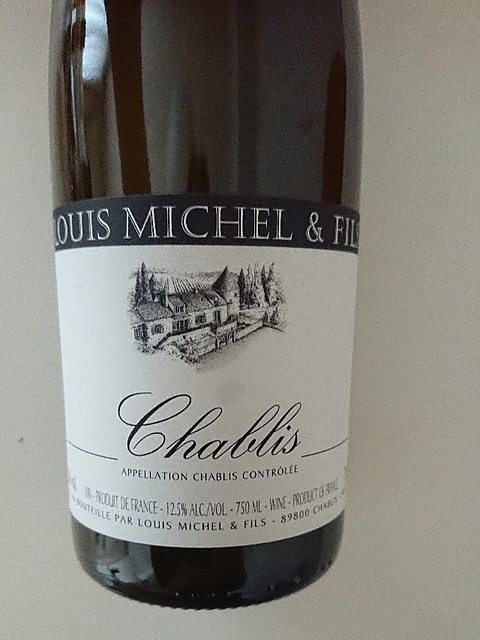 LOUIS MICHEL & FIL
Chablis
APPELLATION CHABLIS CONTRÔLÉE
VIN - PRODUIT DE FRANCE - 12.5% ALC./VOL. - 750 ML - WINE - PRODUCT OF FRANCE
BOUTEILLE PAR LOUIS MICHEL & FILS - 89800 CHABLIS